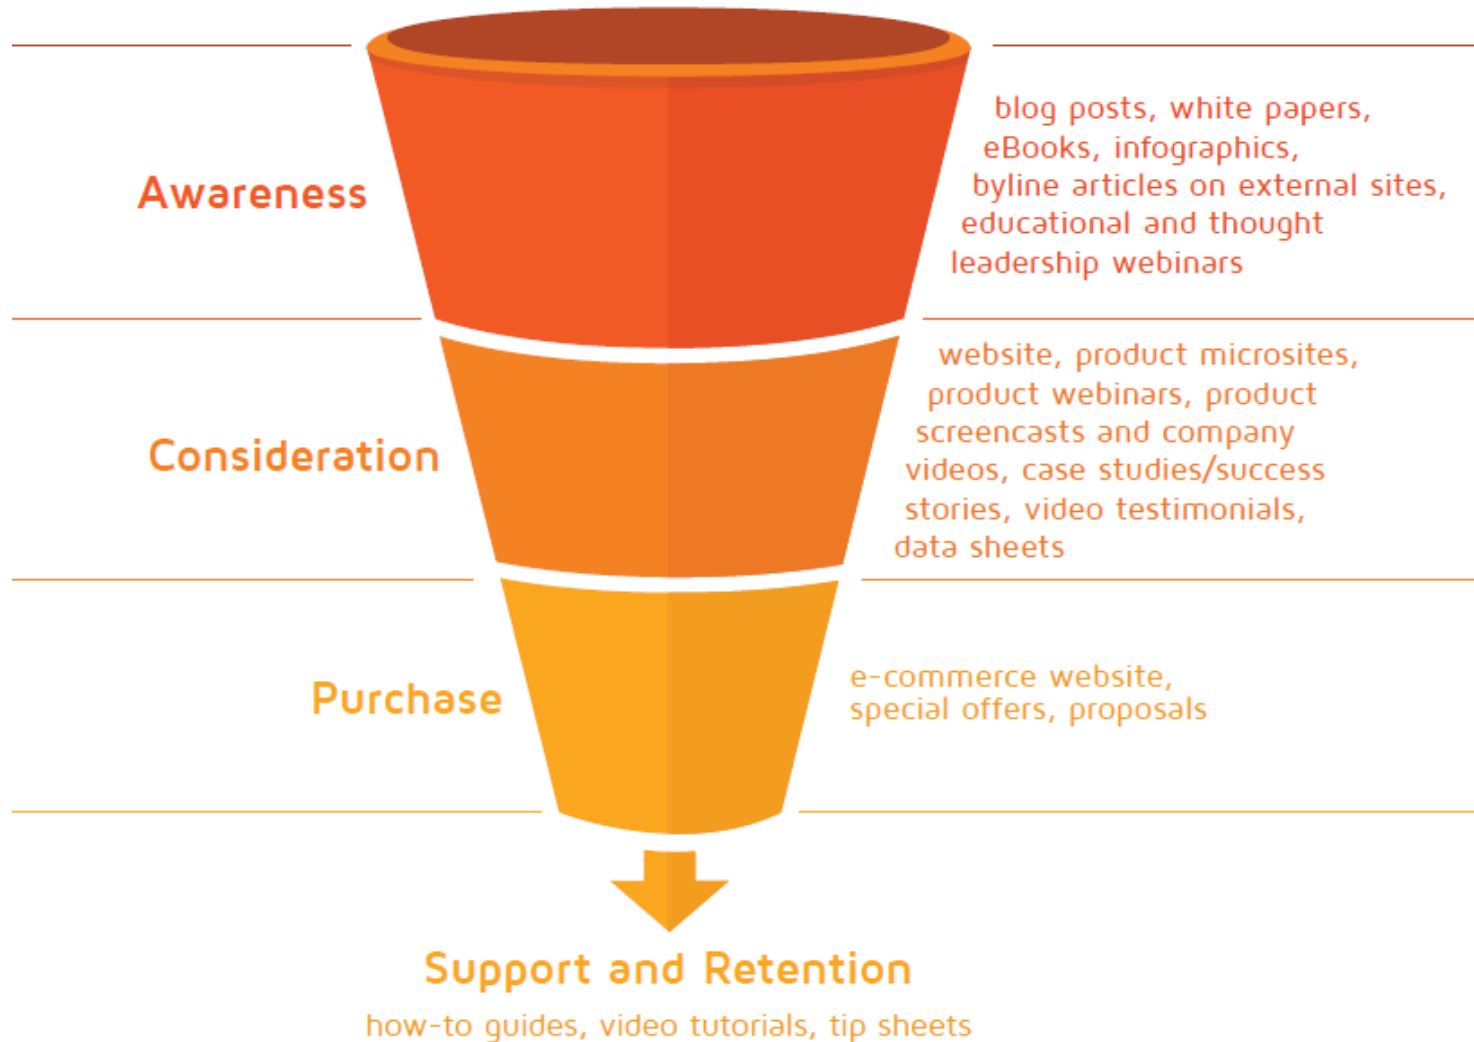 Awareness
blog posts, white papers,
eBooks, infographics,
byline articles on external sites,
educational and thought
leadership webinars
Consideration
website, product microsites,
product webinars, product
screencasts and company
videos, case studies/success
stories, video testimonials,
data sheets
Purchase
e-commerce website,
special offers, proposals
Support and Retention
how-to guides, video tutorials, tip sheets